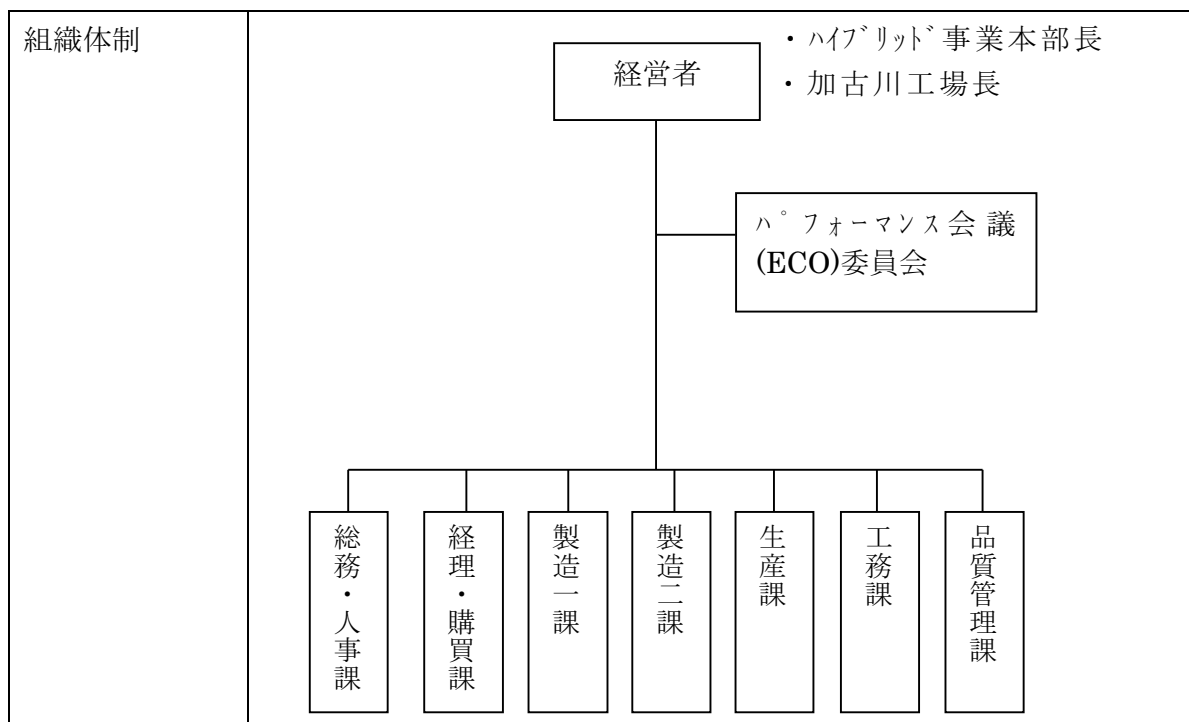 組織体制
・ﾊｲﾌﾞﾘｯﾄﾞ事業本部長
経営者
・加古川工場長
ﾊﾟフォーマンス会議
(ECO)委員会
総務・人事課
経理・購買課
製造一課
製造二課
生産課
工務課
品質管理課